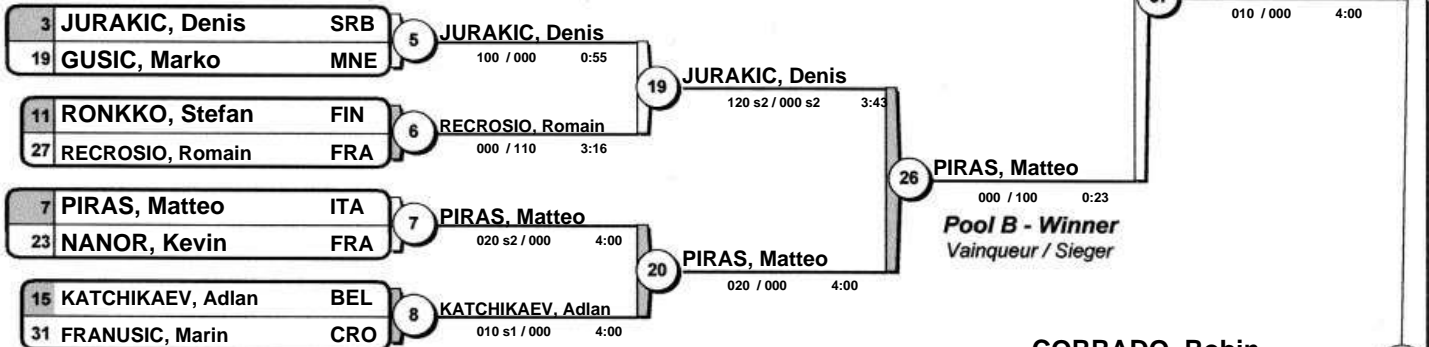 010 / 000 4:00
3 JURAKIC, Denis SRB
19 GUSIC, Marko MNE
5
JURAKIC, Denis
100 / 000 0:55
11 RONKKO, Stefan FIN
27 RECROSIO, Romain FRA
6
RECROSIO, Romain
000 / 110 3:16
19
JURAKIC, Denis
120 s2 / 000 s2 3:43
7 PIRAS, Matteo ITA
23 NANOR, Kevin FRA
7
PIRAS, Matteo
020 s2 / 000 4:00
15 KATCHIKAEV, Adlan BEL
31 FRANUSIC, Marin CRO
8
KATCHIKAEV, Adlan
010 s1 / 000 4:00
20
PIRAS, Matteo
020 / 000 4:00
26
PIRAS, Matteo
000 / 100 0:23
Pool B - Winner
Vainqueur / Sieger